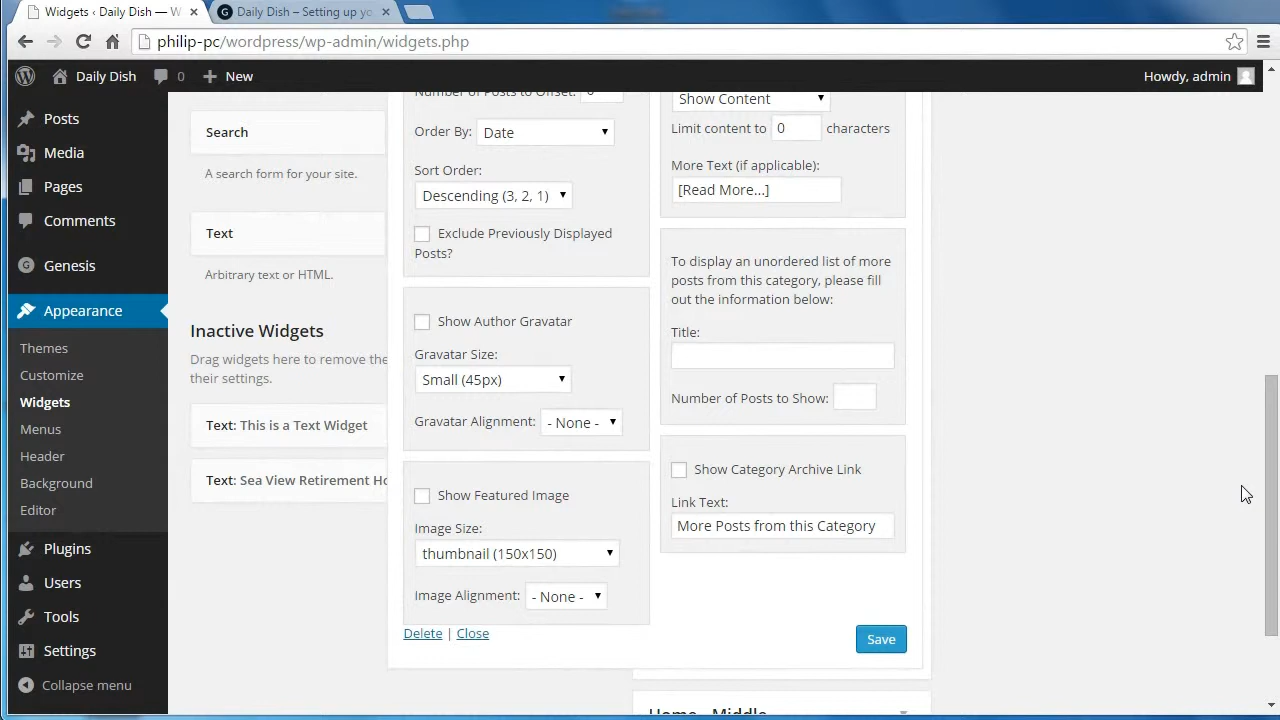 Widgets ‹ Daily Dish — W
Daily Dish – Setting up yo
philip-pc/wordpress/wp-admin/widgets.php
Daily Dish
0
New
Howdy, admin
Posts
Media
Pages
Comments
Genesis
Appearance
Themes
Customize
Widgets
Menus
Header
Background
Editor
Plugins
Users
Tools
Settings
Collapse menu
Search
A search form for your site.
Text
Arbitrary text or HTML.
Inactive Widgets
Drag widgets here to remove the
their settings.
Text: This is a Text Widget
Text: Sea View Retirement Ho
Number of Posts to Offset: 0
Order By: Date
Sort Order:
Descending (3, 2, 1)
Exclude Previously Displayed
Posts?
Show Author Gravatar
Gravatar Size:
Small (45px)
Gravatar Alignment: - None -
Show Featured Image
Image Size:
thumbnail (150x150)
Image Alignment: - None -
Delete | Close
Show Content
Limit content to 0 characters
More Text (if applicable):
[Read More...]
To display an unordered list of more
posts from this category, please fill
out the information below:
Title:
Number of Posts to Show:
Show Category Archive Link
Link Text:
More Posts from this Category
Save
Home - Middle